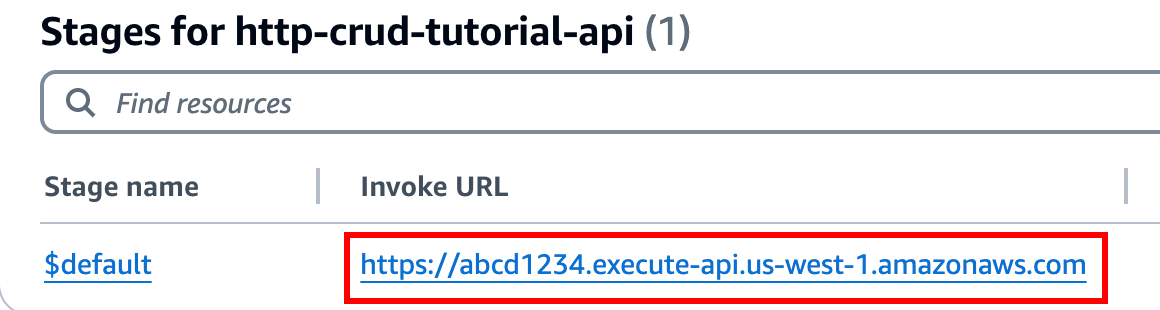 Stages for http-crud-tutorial-api (1)
Find resources
Stage name Invoke URL
$default https://abcd1234.execute-api.us-west-1.amazonaws.com